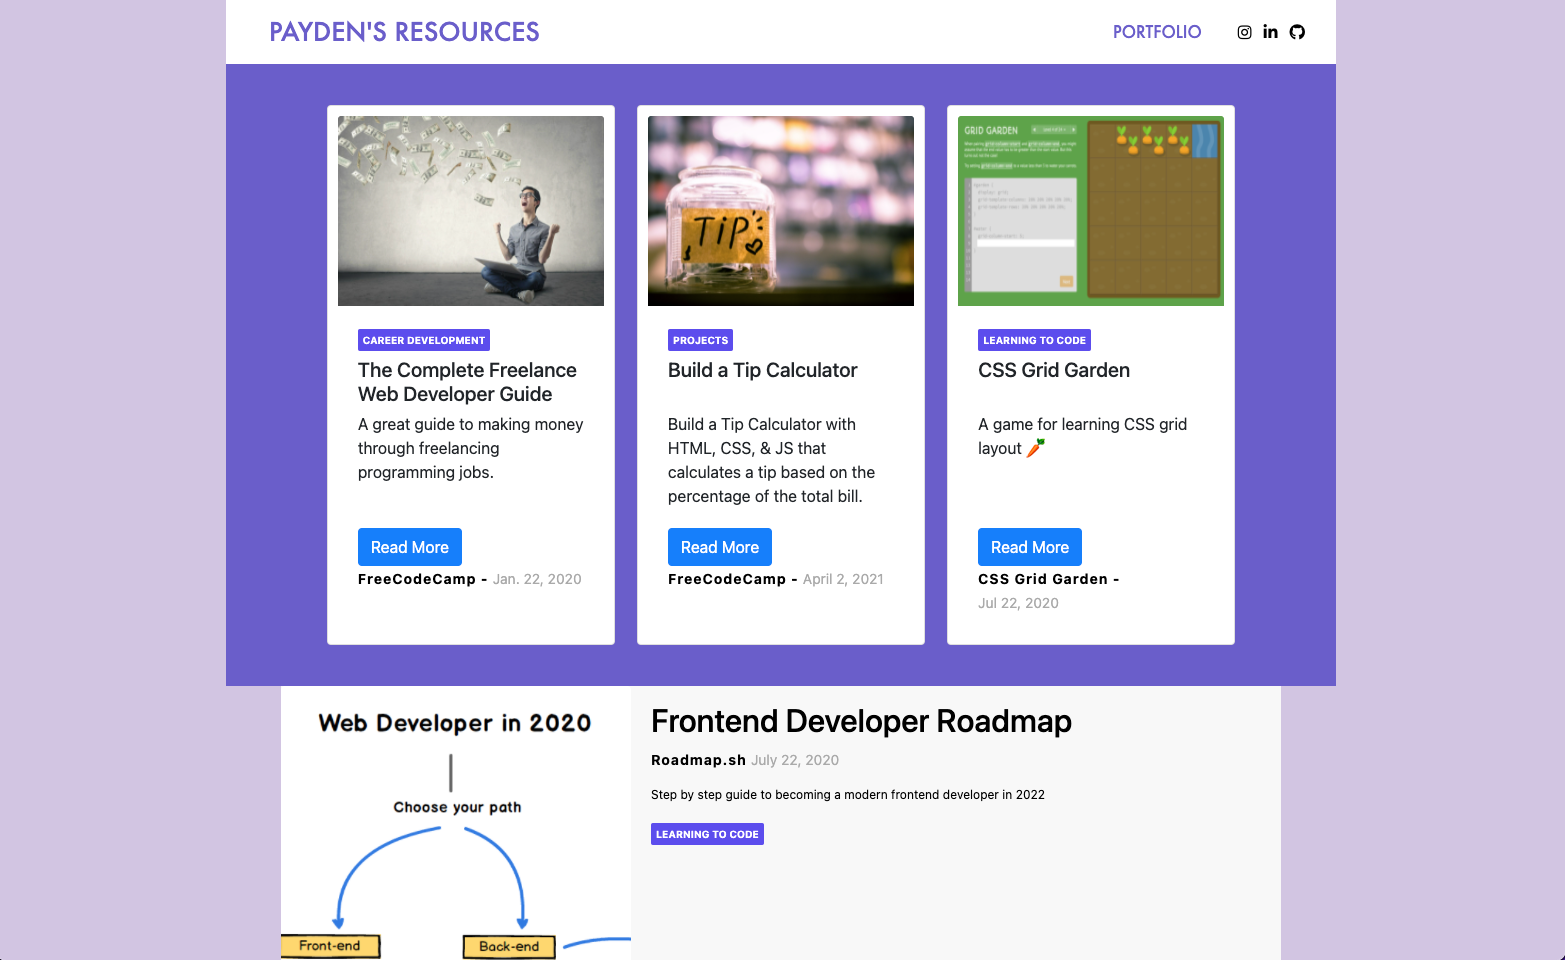 PAYDEN'S RESOURCES
PORTFOLIO
TIP
GRID GARDEN
CAREER DEVELOPMENT
The Complete Freelance
Web Developer Guide
A great guide to making money
through freelancing
programming jobs.
Read More
FreeCodeCamp - Jan. 22, 2020
PROJECTS
Build a Tip Calculator
Build a Tip Calculator with
HTML, CSS, & JS that
calculates a tip based on the
percentage of the total bill.
Read More
FreeCodeCamp - April 2, 2021
LEARNING TO CODE
CSS Grid Garden
A game for learning CSS grid
layout 🥕
Read More
CSS Grid Garden -
Jul 22, 2020
Web Developer in 2020
Choose your path
Front-end
Back-end
Frontend Developer Roadmap
Roadmap.sh July 22, 2020
Step by step guide to becoming a modern frontend developer in 2022
LEARNING TO CODE